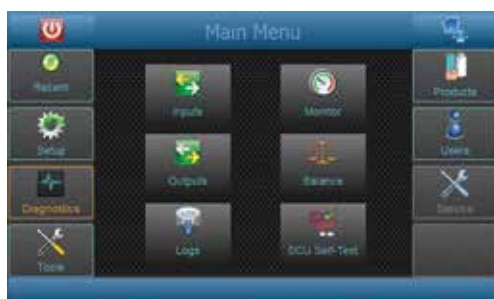 Main Menu
Recent
Setup
Diagnostics
Tools
Inputs
Monitor
Outputs
Balance
Logs
DCU Self-Test
Products
Users
Service